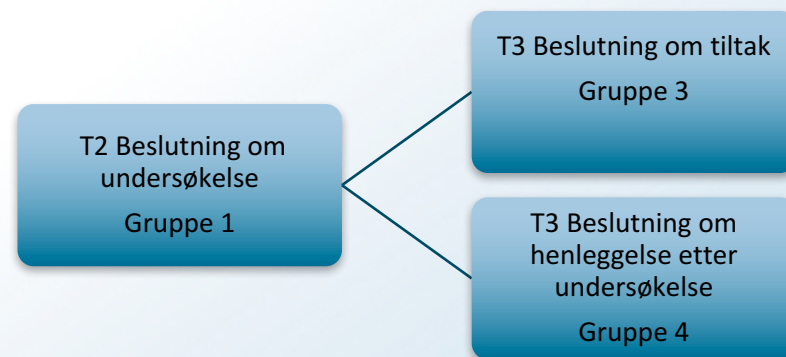 T2 Beslutning om
undersøkelse
Gruppe 1
T3 Beslutning om tiltak
Gruppe 3
T3 Beslutning om
henleggelse etter
undersøkelse
Gruppe 4